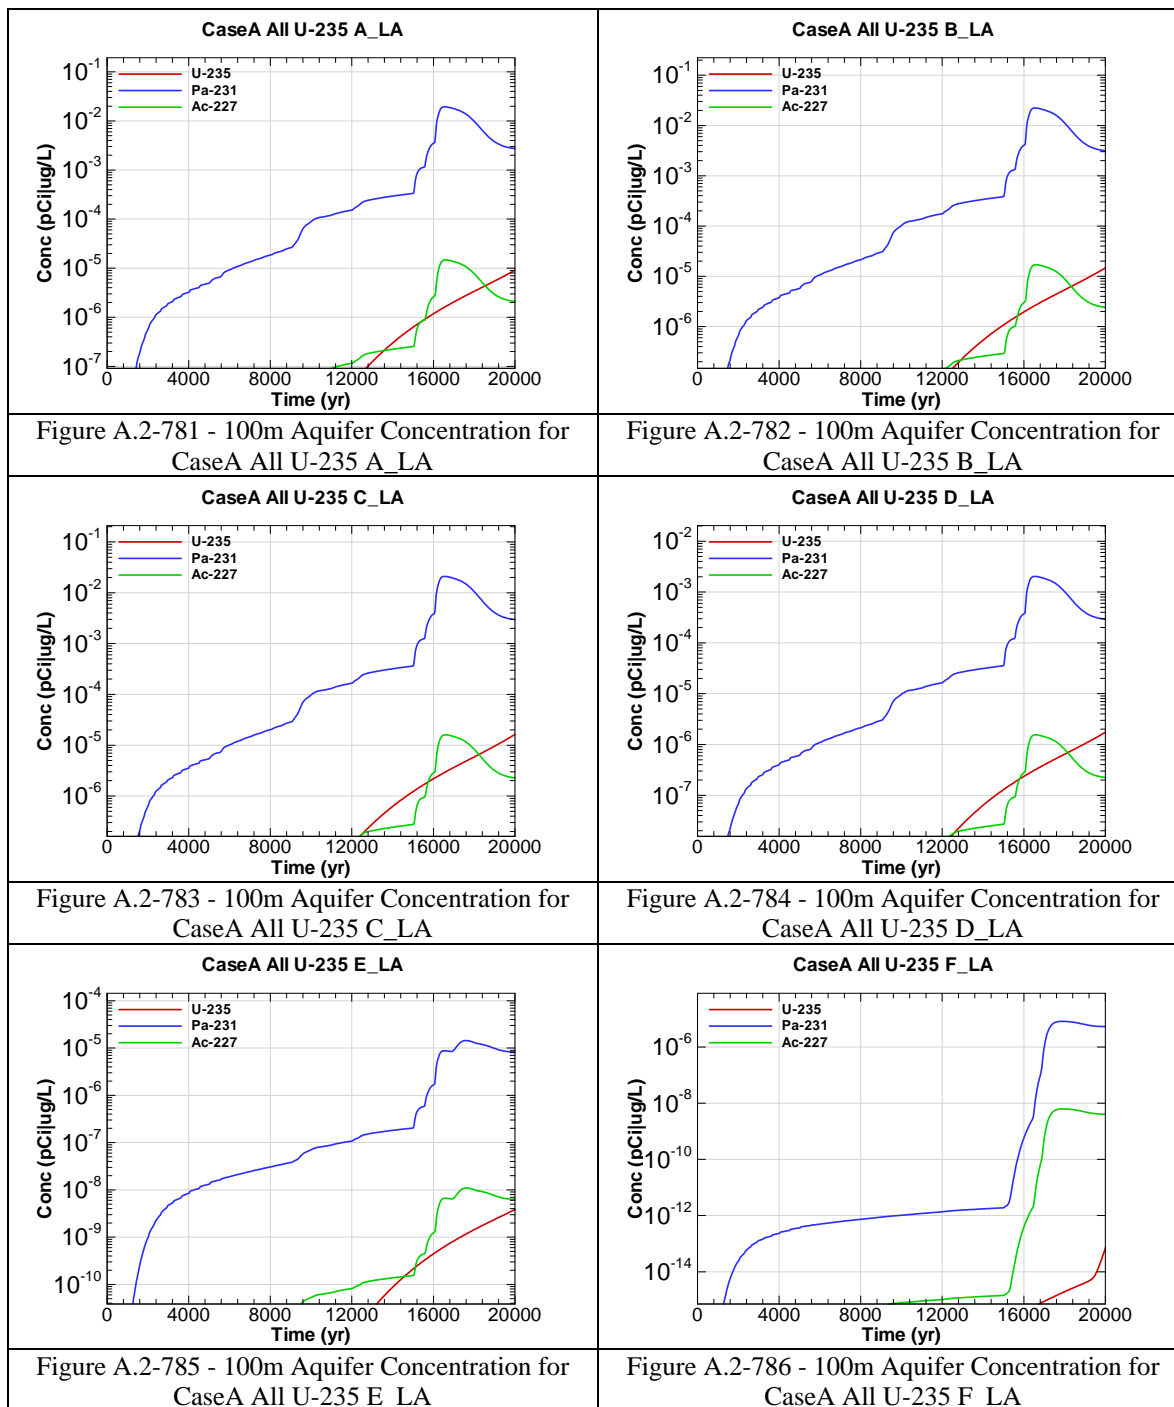 CaseA All U-235 A_LA
U-235
Pa-231
Ac-227
10-1
10-2
10-3
10-4
10-5
10-6
10-7
Conc (pCi|ug/L)
0 4000 8000 12000 16000 20000
Time (yr)
Figure A.2-781 - 100m Aquifer Concentration for
CaseA All U-235 A_LA
CaseA All U-235 B_LA
U-235
Pa-231
Ac-227
10-1
10-2
10-3
10-4
10-5
10-6
Conc (pCi|ug/L)
0 4000 8000 12000 16000 20000
Time (yr)
Figure A.2-782 - 100m Aquifer Concentration for
CaseA All U-235 B_LA
CaseA All U-235 C_LA
U-235
Pa-231
Ac-227
10-1
10-2
10-3
10-4
10-5
10-6
Conc (pCi|ug/L)
0 4000 8000 12000 16000 20000
Time (yr)
Figure A.2-783 - 100m Aquifer Concentration for
CaseA All U-235 C_LA
CaseA All U-235 D_LA
U-235
Pa-231
Ac-227
10-2
10-3
10-4
10-5
10-6
10-7
Conc (pCi|ug/L)
0 4000 8000 12000 16000 20000
Time (yr)
Figure A.2-784 - 100m Aquifer Concentration for
CaseA All U-235 D_LA
CaseA All U-235 E_LA
U-235
Pa-231
Ac-227
10-4
10-5
10-6
10-7
10-8
10-9
10-10
Conc (pCi|ug/L)
0 4000 8000 12000 16000 20000
Time (yr)
Figure A.2-785 - 100m Aquifer Concentration for
CaseA All U-235 E_LA
CaseA All U-235 F_LA
U-235
Pa-231
Ac-227
10-6
10-8
10-10
10-12
10-14
Conc (pCi|ug/L)
0 4000 8000 12000 16000 20000
Time (yr)
Figure A.2-786 - 100m Aquifer Concentration for
CaseA All U-235 F_LA